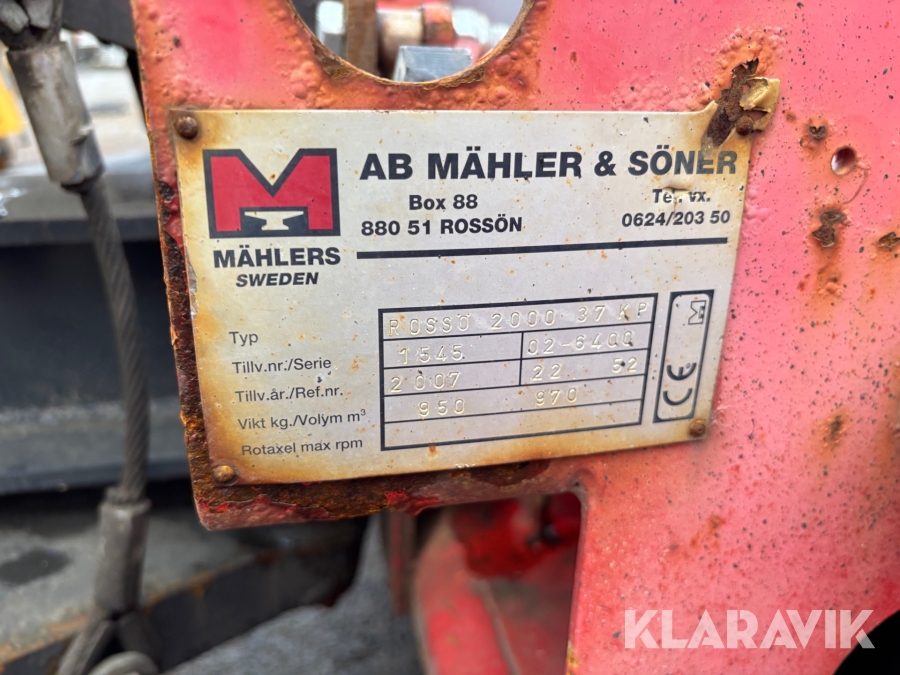 AB MÄHLER & SÖNER
Box 88
880 51 ROSSÖN
vx.
0624/203 50
M
MÄHLERS
SWEDEN
Typ ROSSÖ 2000 37 KP
Tillv.nr./Serie 1545 02-6400
Tillv.år./Ref.nr. 2007 22 52
Vikt kg./Volym m³ 950 970
Rotaxel max rpm
CE M
KLARAVIK